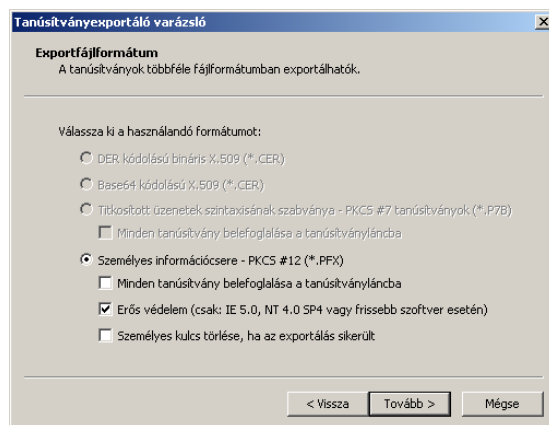 Tanúsítványexportáló varázsló
Exportfájlformátum
A tanúsítványok többféle fájlformátumban exportálhatók.
Válassza ki a használandó formátumot:
DER kódolású bináris X.509 (*.CER)
Base64 kódolású X.509 (*.CER)
Titkosított üzenetek szintaxisának szabványa - PKCS #7 tanúsítványok (*.P7B)
Minden tanúsítvány belefoglalása a tanúsítványláncba
Személyes információcsere - PKCS #12 (*.PFX)
Minden tanúsítvány belefoglalása a tanúsítványláncba
Erős védelem (csak: IE 5.0, NT 4.0 SP4 vagy frissebb szoftver esetén)
Személyes kulcs törlése, ha az exportálás sikerült
< Vissza Tovább > Mégse